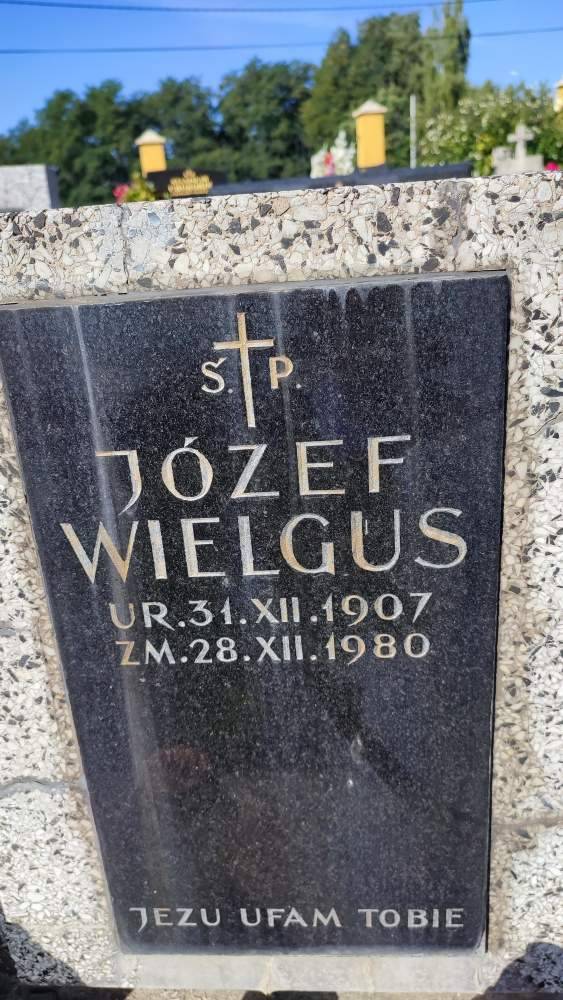 Ś. P.
JÓZEF
WIELGUS
UR. 31. XII. 1907
ZM. 28. XII. 1980
JEZU UFAM TOBIE